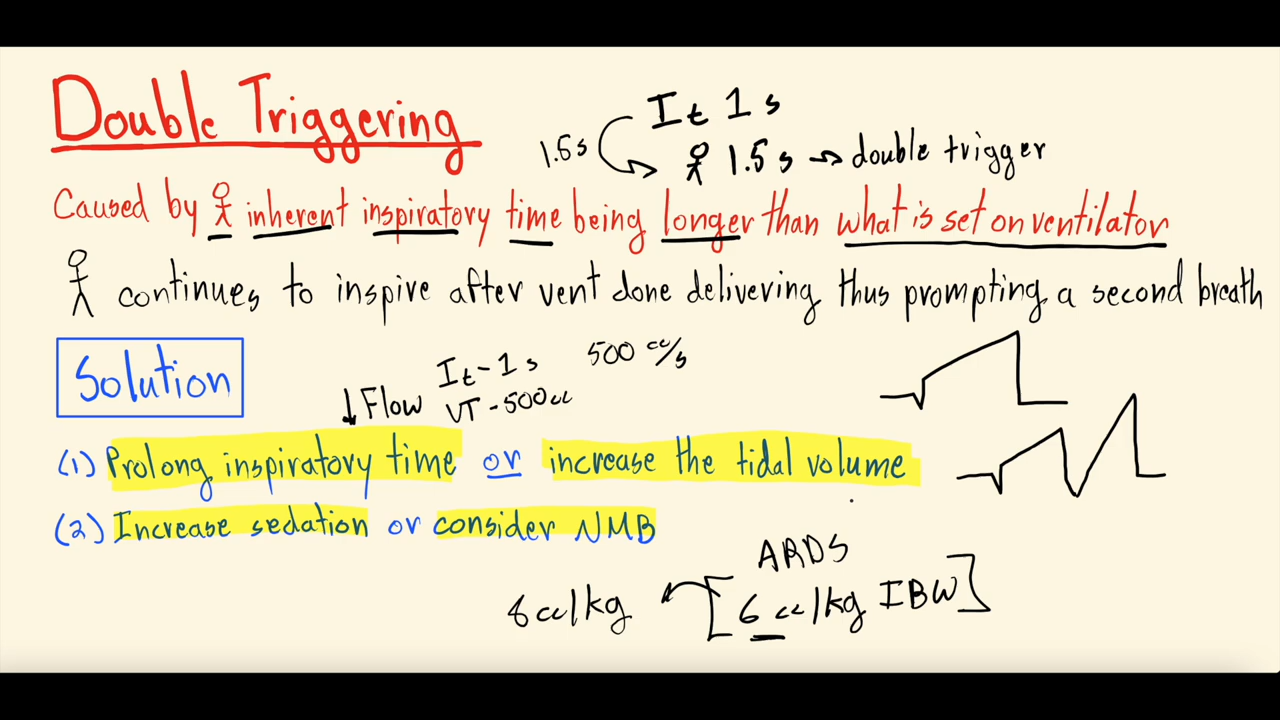 Double Triggering
It 1 s
1.5 s
1.5 s → double trigger
Caused by inherent inspiratory time being longer than what is set on ventilator
continues to inspire after vent done delivering thus prompting a second breath
Solution
It - 1 s
500 cc/s
↓ Flow
VT - 500cc
(1) Prolong inspiratory time or increase the tidal volume
(2) Increase sedation or consider NMB
ARDS
8 cc/kg
[6 cc/kg IBW]